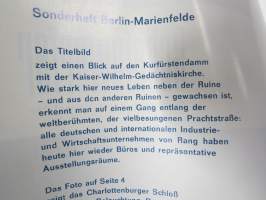 Sonderheft Berlin-Marienfelde
Das Titelbild
zeigt einen Blick auf den Kurfürstendamm
mit der Kaiser-Wilhelm-Gedächtniskirche.
Wie stark hier neues Leben neben der Ruine
– und aus den anderen Ruinen – gewachsen ist,
erkennt man auf einem Gang entlang der
weltberühmten, der vielbesungenen Prachtstraße:
alle deutschen und internationalen Industrie-
und Wirtschaftsunternehmen von Rang haben
heute hier wieder Büros und repräsentative
Ausstellungsräume.
Das Foto auf Seite 4
zeigt das Charlottenburger Schloß